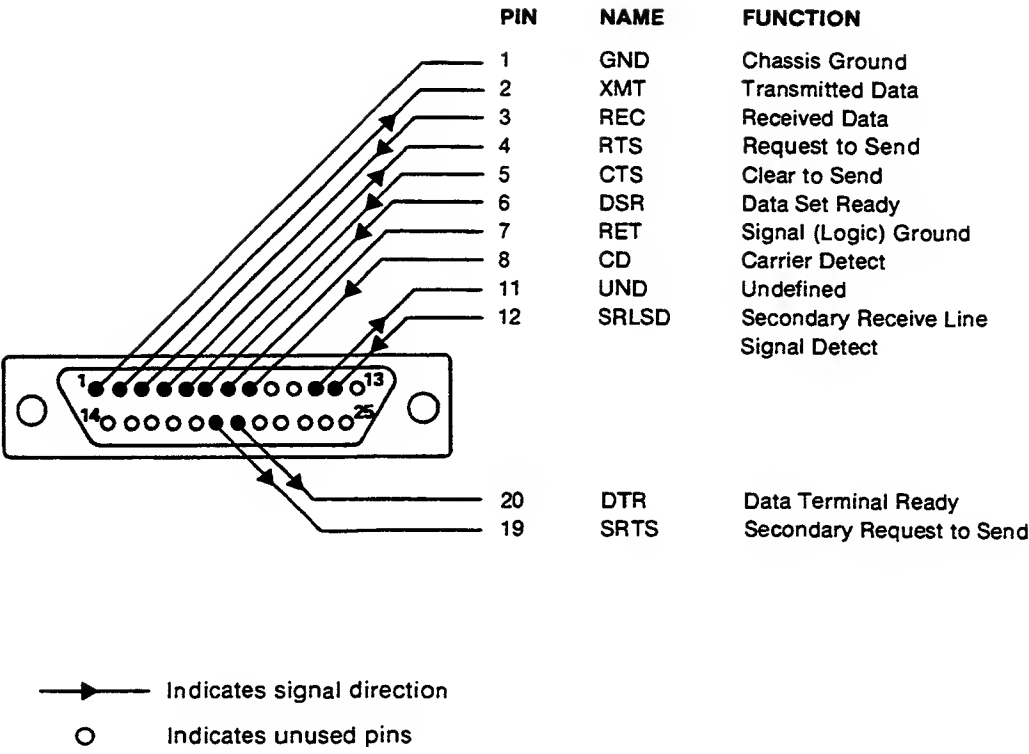 PIN NAME FUNCTION
1 GND Chassis Ground
2 XMT Transmitted Data
3 REC Received Data
4 RTS Request to Send
5 CTS Clear to Send
6 DSR Data Set Ready
7 RET Signal (Logic) Ground
8 CD Carrier Detect
11 UND Undefined
12 SRLSD Secondary Receive Line
Signal Detect
1 13
14 25
20 DTR Data Terminal Ready
19 SRTS Secondary Request to Send
Indicates signal direction
Indicates unused pins